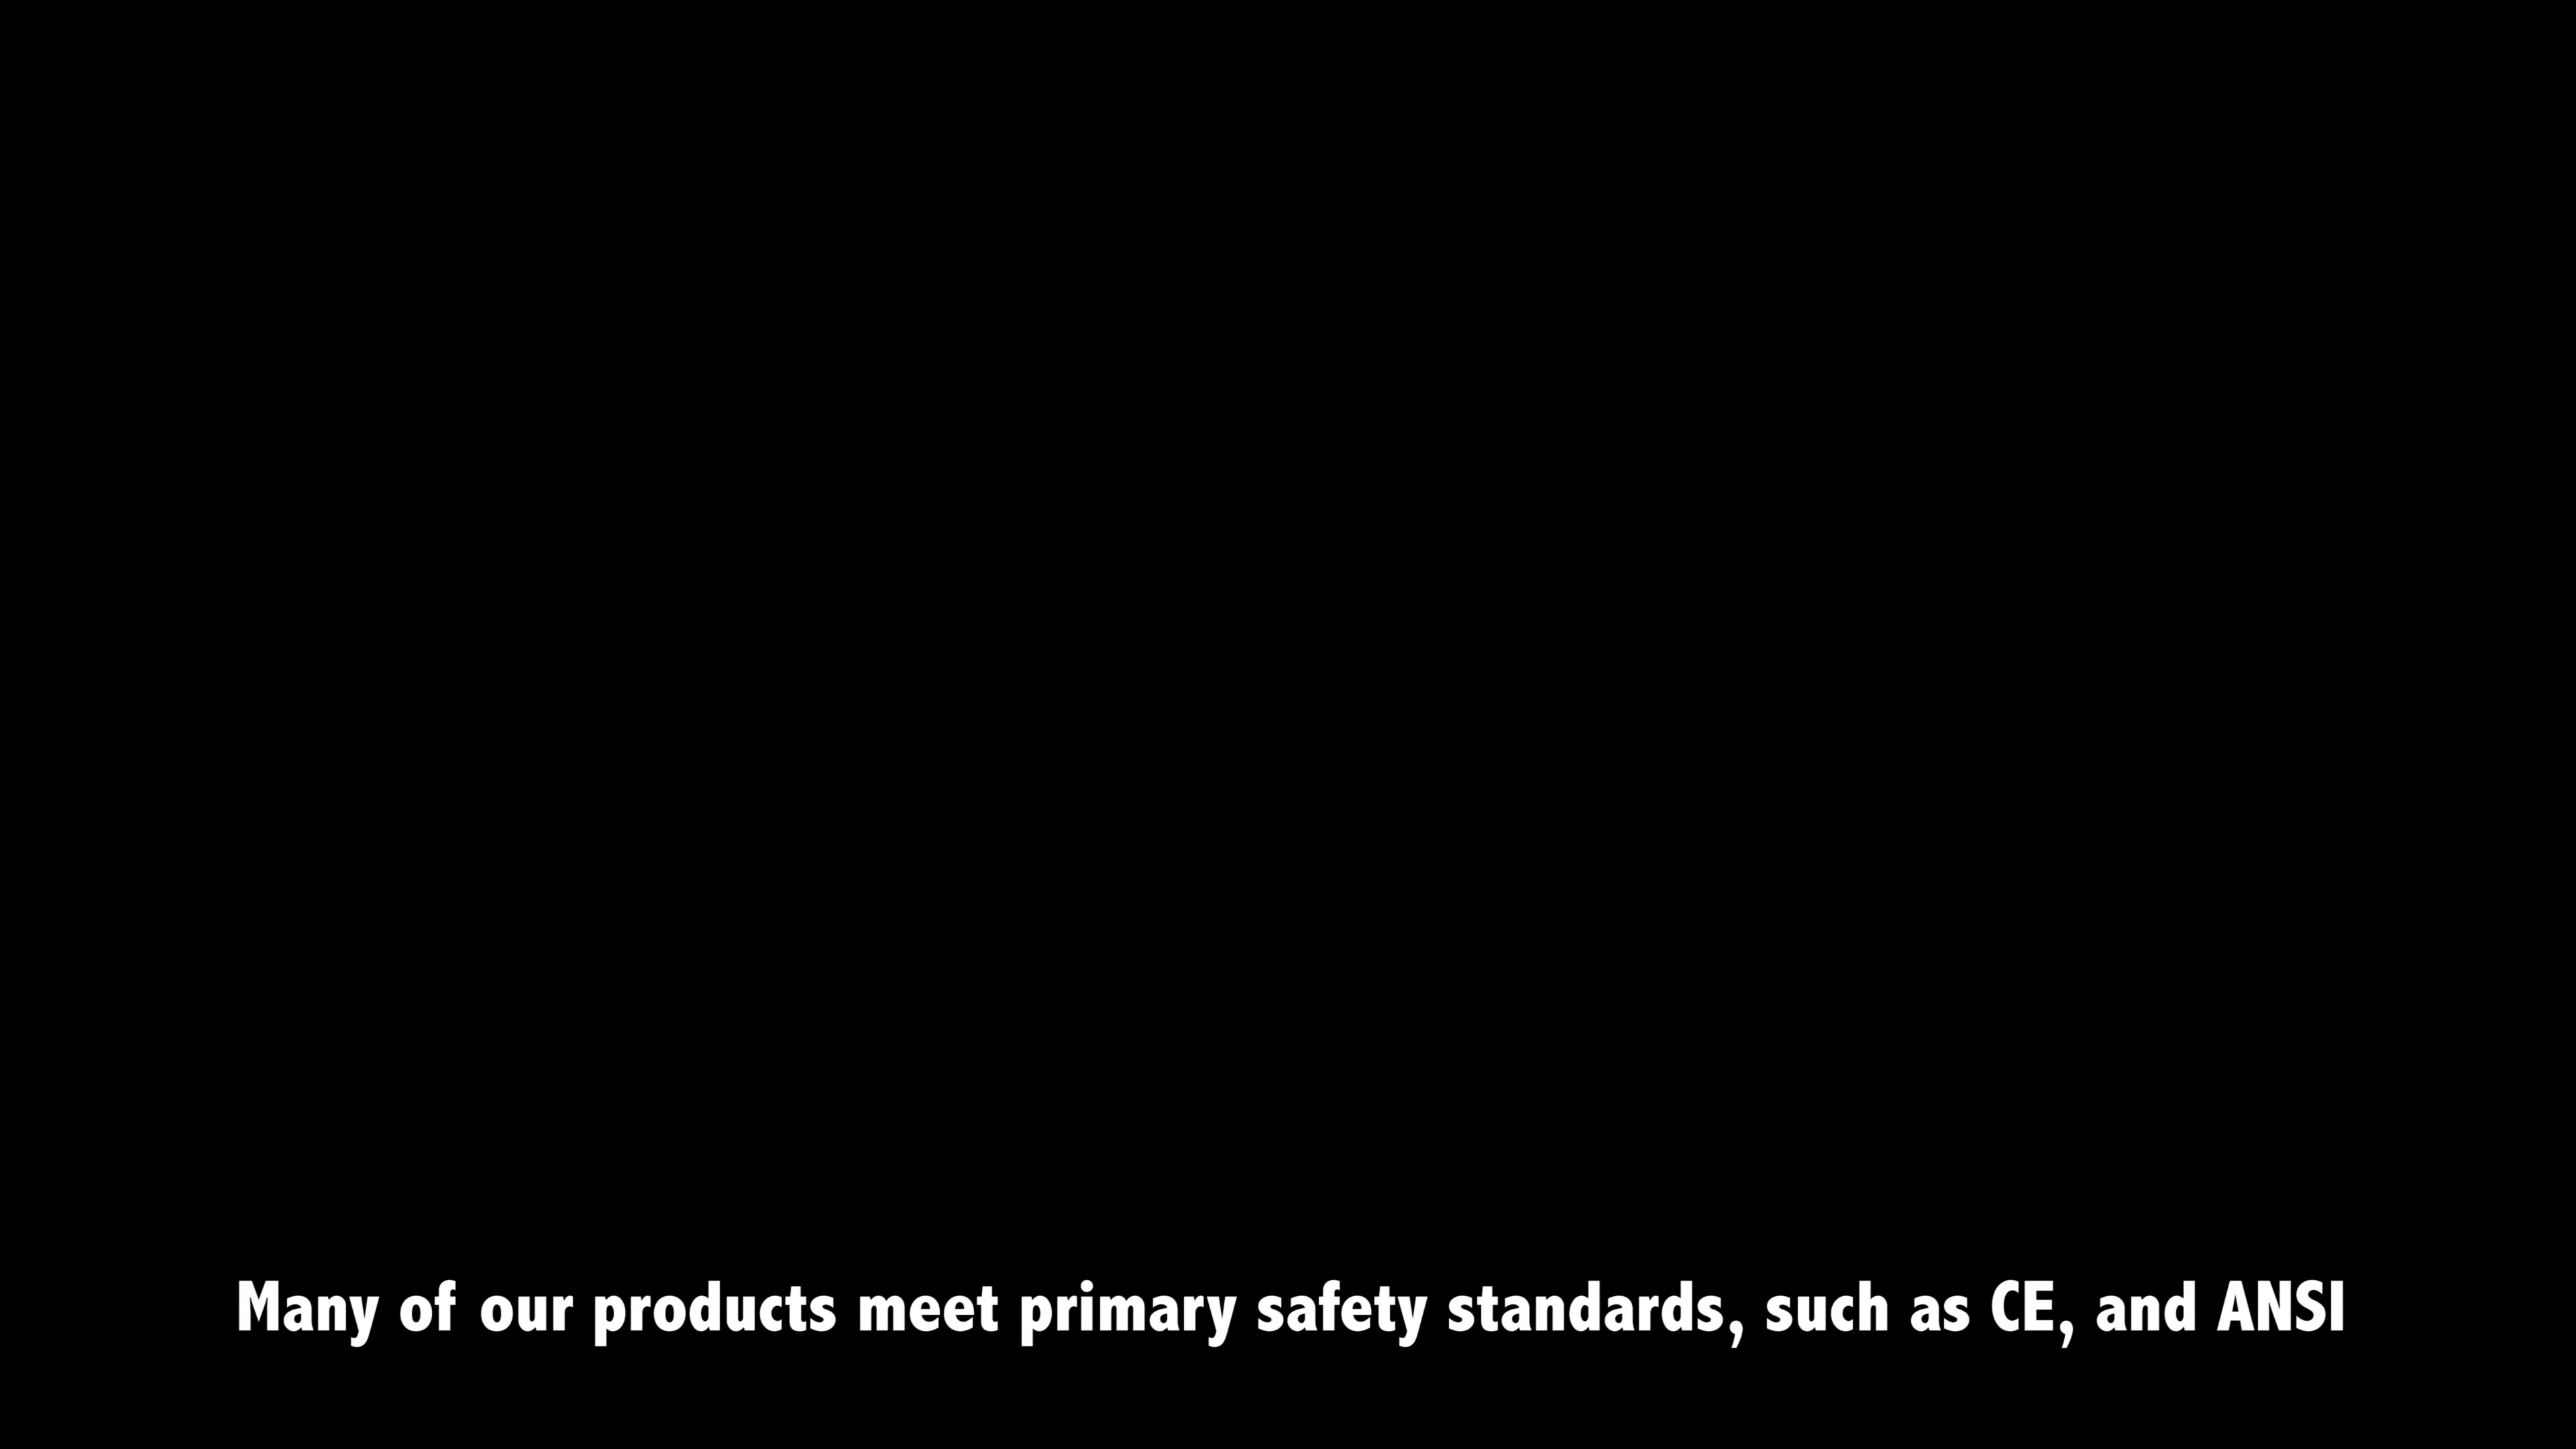 Many of our products meet primary safety standards, such as CE, and ANSI